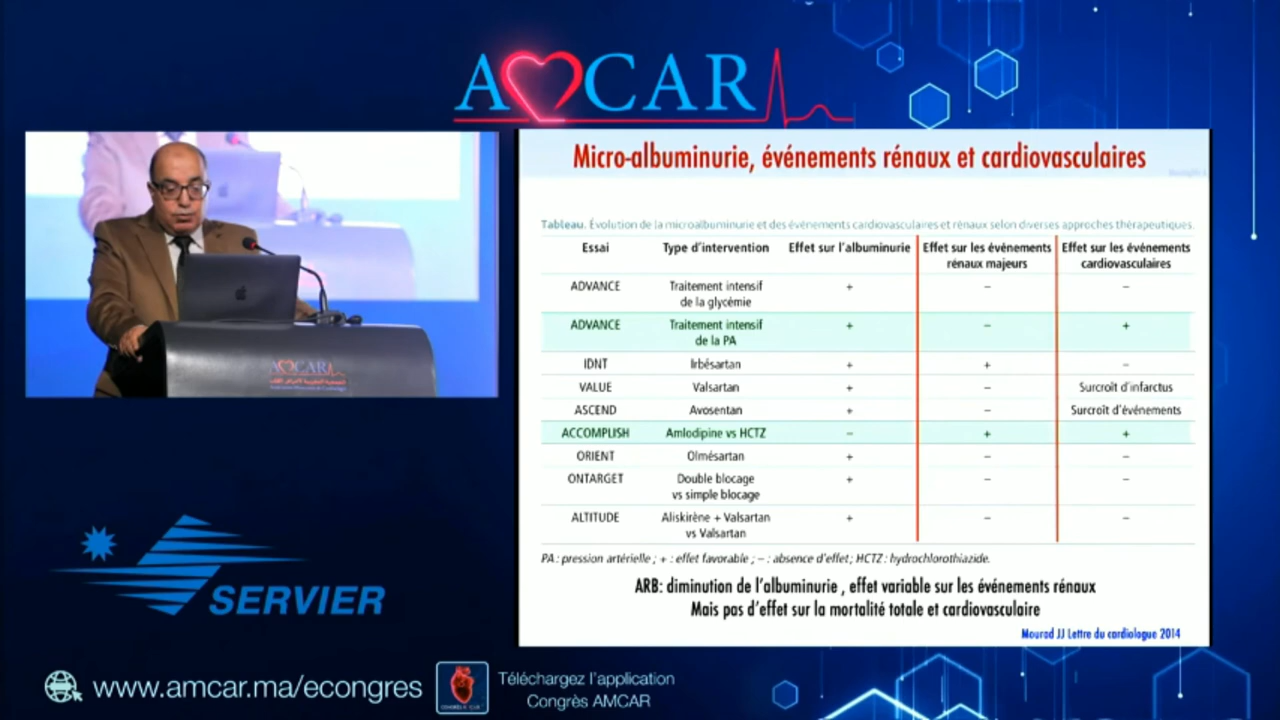 AMCAR
Micro-albuminurie, événements rénaux et cardiovasculaires
Tableau. Évolution de la microalbuminurie et des événements cardiovasculaires et rénaux selon diverses approches thérapeutiques.
Essai Type d'intervention Effet sur l'albuminurie Effet sur les événements rénaux majeurs Effet sur les événements cardiovasculaires
ADVANCE Traitement intensif de la glycémie + – –
ADVANCE Traitement intensif de la PA + – +
IDNT Irbésartan + + –
VALUE Valsartan + – Surcroît d'infarctus
ASCEND Avosentan + – Surcroît d'événements
ACCOMPLISH Amlodipine vs HCTZ – + +
ORIENT Olmésartan + – –
ONTARGET Double blocage vs simple blocage + – –
ALTITUDE Aliskirène + Valsartan vs Valsartan + – –
PA : pression artérielle ; + : effet favorable ; – : absence d'effet ; HCTZ : hydrochlorothiazide.
ARB: diminution de l'albuminurie , effet variable sur les événements rénaux
Mais pas d'effet sur la mortalité totale et cardiovasculaire
Mourad JJ Lettre du cardiologue 2014
AMCAR
SERVIER
www.amcar.ma/econgres
Téléchargez l'application
Congrès AMCAR